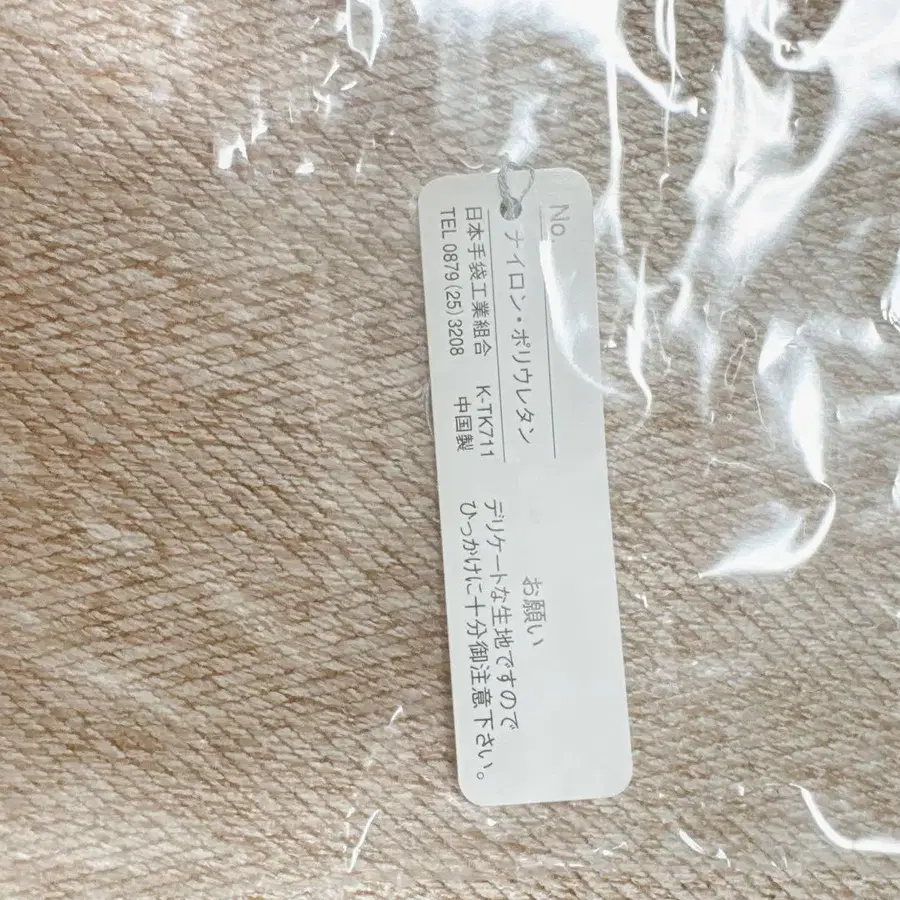 No.
ナイロン・ポリウレタン
日本手袋工業組合 K-TK711
TEL 0879(25)3208 中国製
お願い
デリケートな生地ですので
ひっかけに十分御注意下さい。